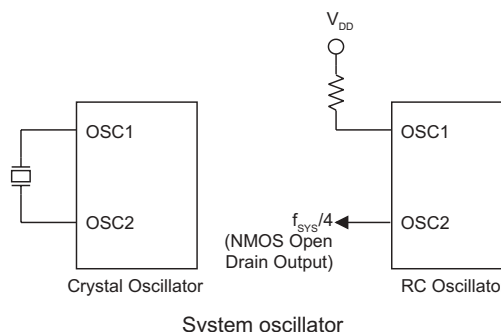 V_DD
OSC1
OSC2
Crystal Oscillator
OSC1
f_SYS/4
(NMOS Open
Drain Output)
OSC2
RC Oscillato
System oscillator